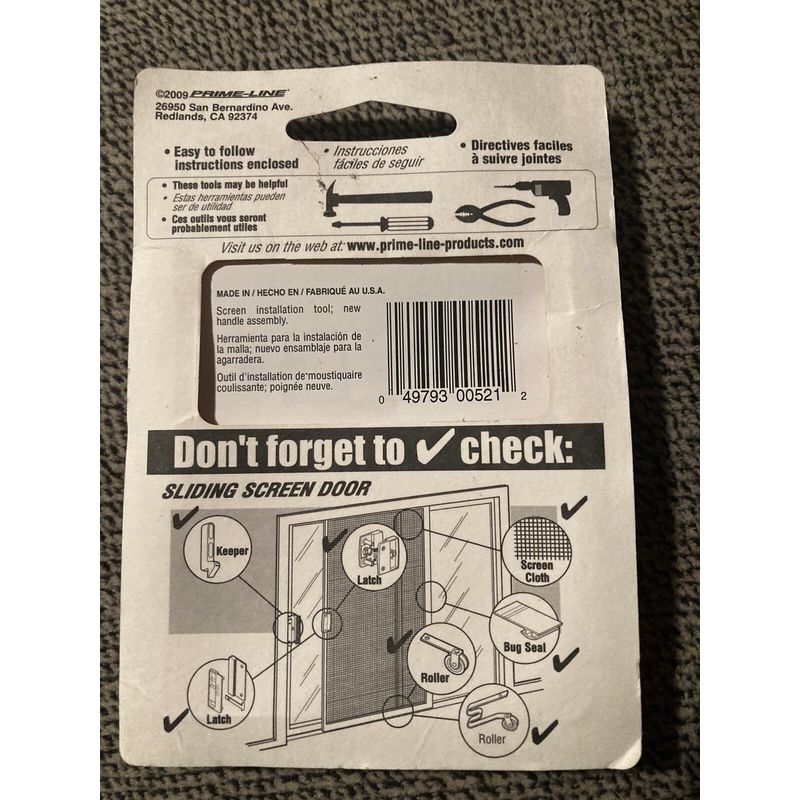 ©2009 PRIME-LINE®
26950 San Bernardino Ave.
Redlands, CA 92374
• Easy to follow
instructions enclosed
• Instrucciones
fáciles de seguir
• Directives faciles
à suivre jointes
• These tools may be helpful
• Estas herramientas pueden
ser de utilidad
• Ces outils vous seront
probablement utiles
Visit us on the web at: www.prime-line-products.com
MADE IN / HECHO EN / FABRIQUÉ AU U.S.A.
Screen installation tool; new
handle assembly.
Herramienta para la instalación de
la malla; nuevo ensamblaje para la
agarradera.
Outil d'installation de moustiquaire
coulissante; poignée neuve.
0 49793 00521 2
Don't forget to ✓ check:
SLIDING SCREEN DOOR
Keeper
Latch
Screen
Cloth
Bug Seal
Roller
Latch
Roller